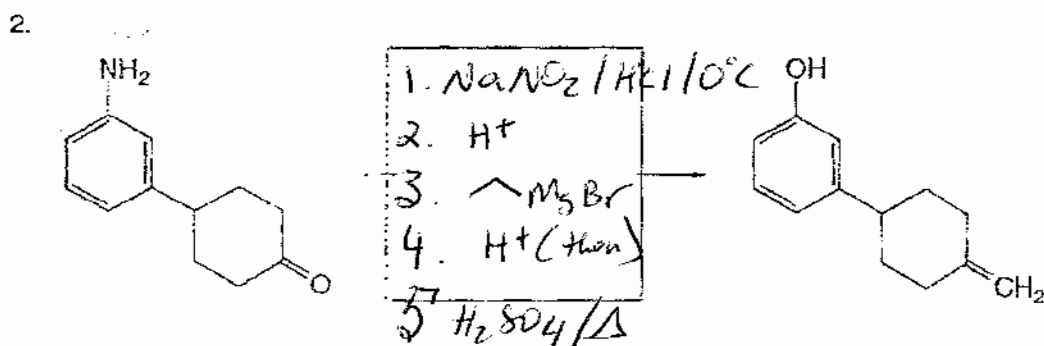 2.
NH2
OH
1. NaNO2/HCl/0°C
2. H+
3. MgBr
4. H+ (then)
5 H2SO4/Δ
O
CH2